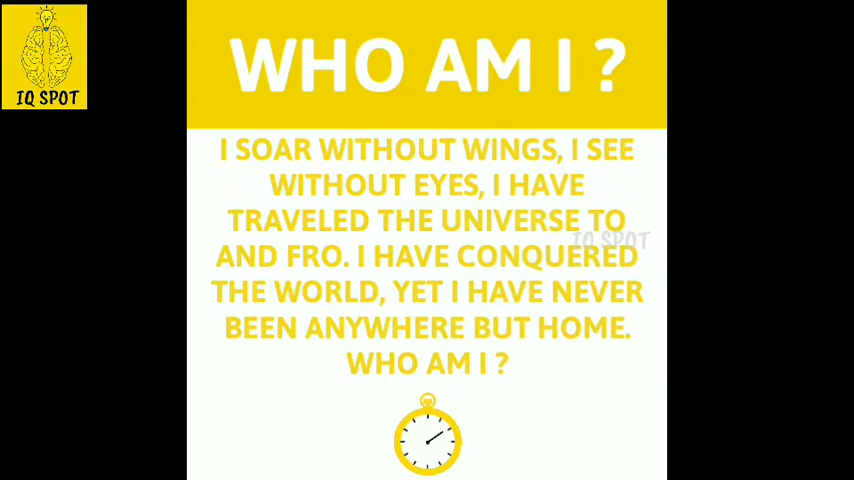 IQ SPOT
WHO AM I ?
I SOAR WITHOUT WINGS, I SEE
WITHOUT EYES, I HAVE
TRAVELED THE UNIVERSE TO
AND FRO. I HAVE CONQUERED
THE WORLD, YET I HAVE NEVER
BEEN ANYWHERE BUT HOME.
WHO AM I ?
IQ SPOT